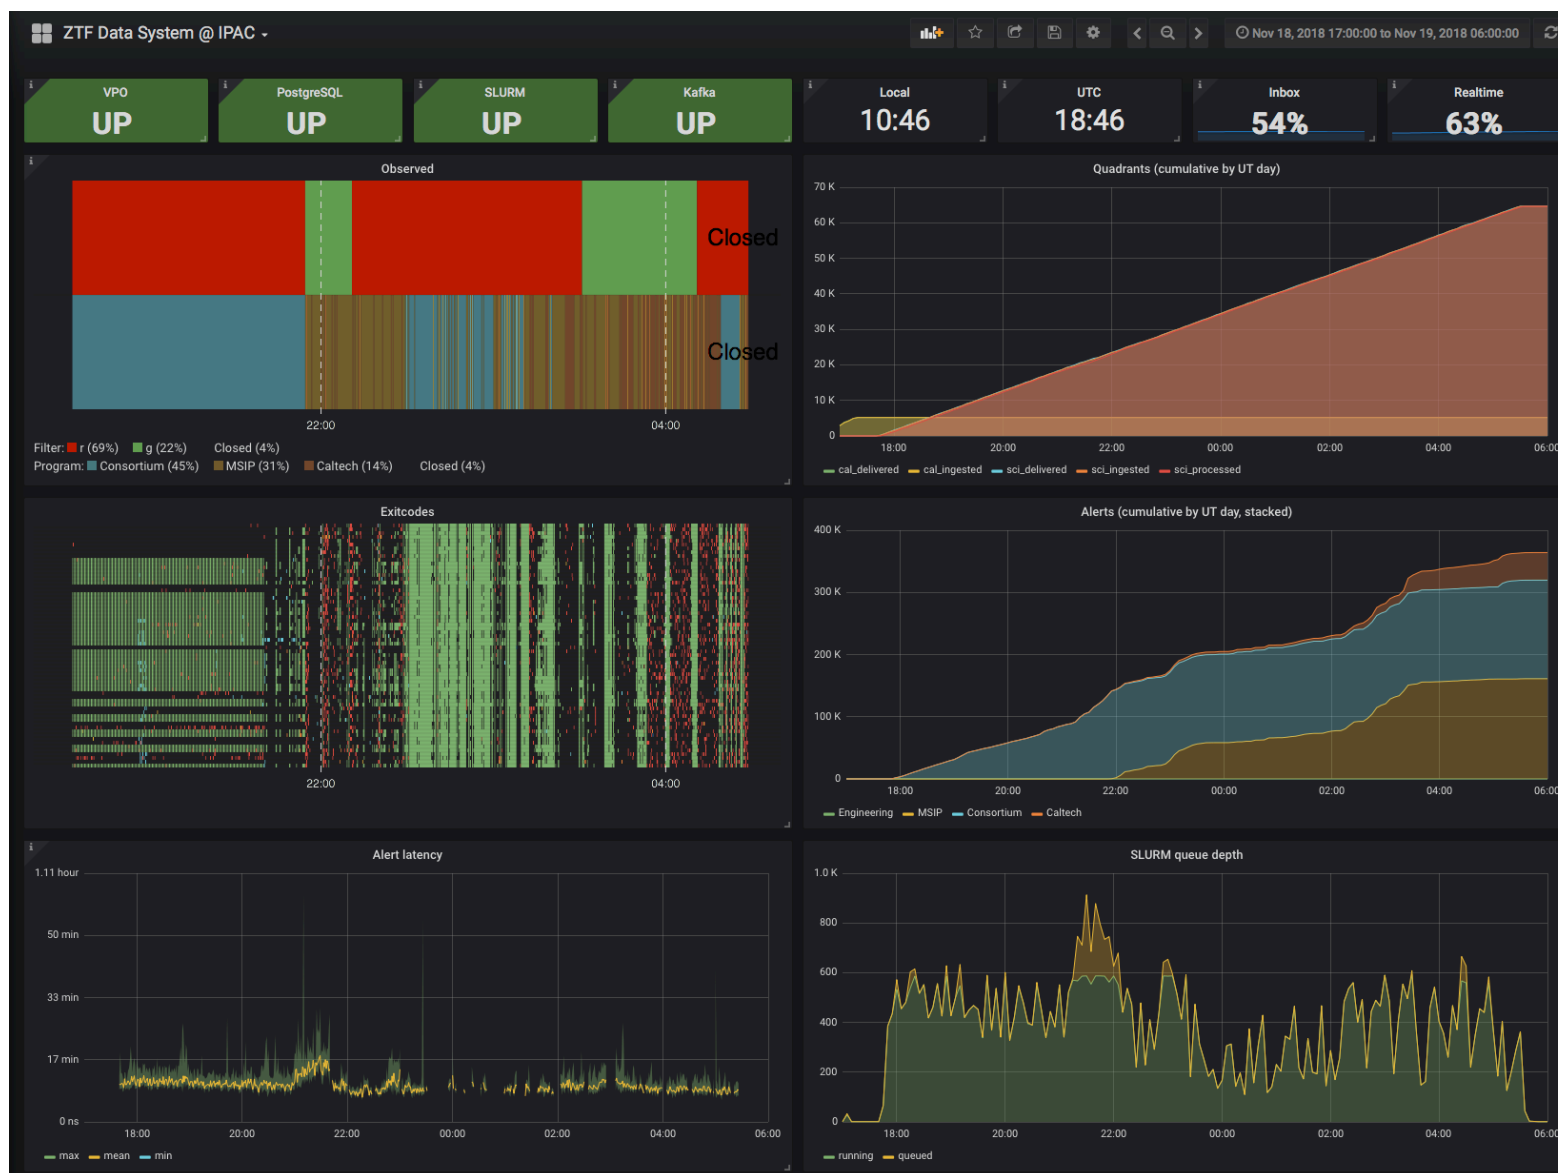 ZTF Data System @ IPAC
Nov 18, 2018 17:00:00 to Nov 19, 2018 06:00:00
VPO
UP
PostgreSQL
UP
SLURM
UP
Kafka
UP
Local
10:46
UTC
18:46
Inbox
54%
Realtime
63%
Observed
Closed
Closed
22:00 04:00
Filter: r (69%) g (22%) Closed (4%)
Program: Consortium (45%) MSIP (31%) Caltech (14%) Closed (4%)
Quadrants (cumulative by UT day)
70 K
60 K
50 K
40 K
30 K
20 K
10 K
0
18:00 20:00 22:00 00:00 02:00 04:00 06:00
cal_delivered cal_ingested sci_delivered sci_ingested sci_processed
Exitcodes
22:00 04:00
Alerts (cumulative by UT day, stacked)
400 K
300 K
200 K
100 K
0
18:00 20:00 22:00 00:00 02:00 04:00 06:00
Engineering MSIP Consortium Caltech
Alert latency
1.11 hour
50 min
33 min
17 min
0 ns
18:00 20:00 22:00 00:00 02:00 04:00 06:00
max mean min
SLURM queue depth
1.0 K
800
600
400
200
0
18:00 20:00 22:00 00:00 02:00 04:00 06:00
running queued